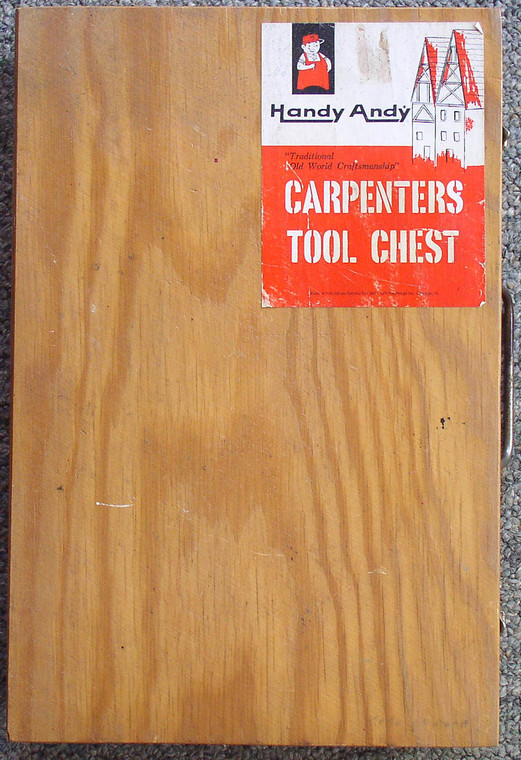 Handy Andy
"Traditional
Old World Craftsmanship"
CARPENTERS
TOOL CHEST